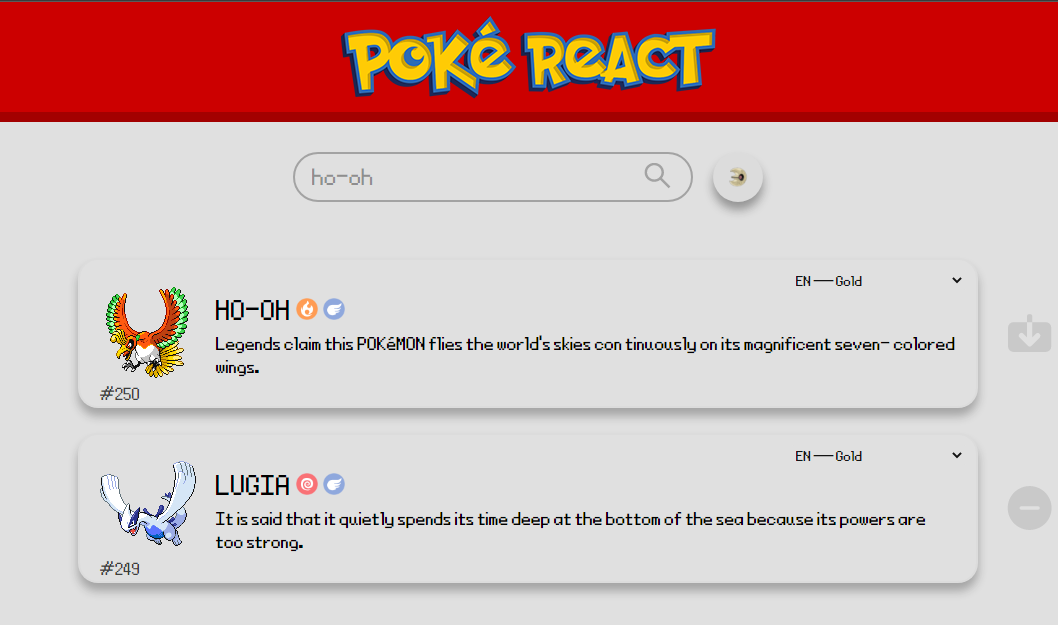 POKÉ REACT
ho-oh
EN — Gold
HO-OH
Legends claim this POKéMON flies the world's skies con tinuously on its magnificent seven- colored
wings.
#250
EN — Gold
LUGIA
It is said that it quietly spends its time deep at the bottom of the sea because its powers are
too strong.
#249